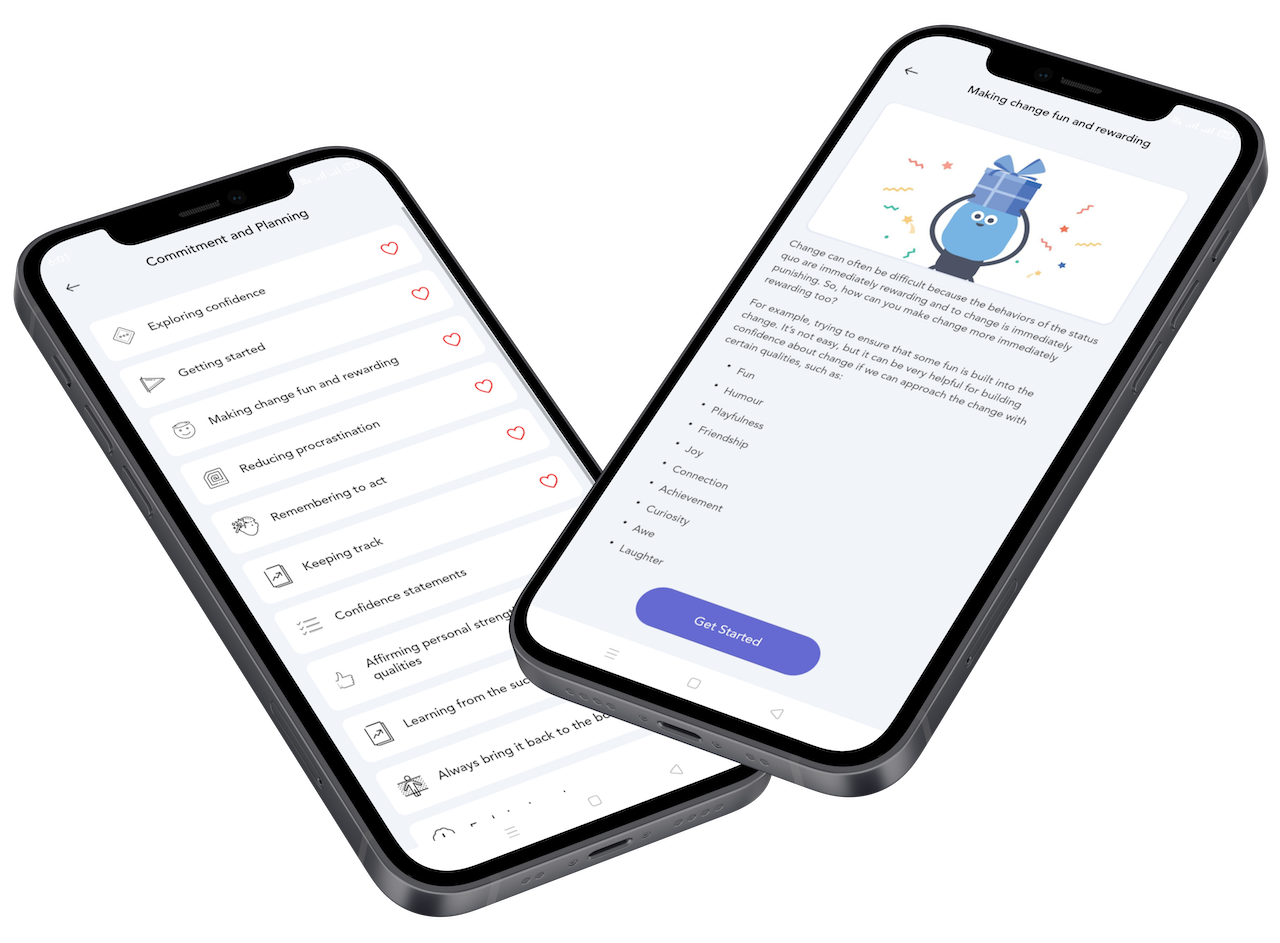 Commitment and Planning
Exploring confidence
Getting started
Making change fun and rewarding
Reducing procrastination
Remembering to act
Keeping track
Confidence statements
Affirming personal
qualities
Learning from the
Always bring it back to the
Making change fun and rewarding
Change can often be difficult because the behaviors of the status
quo are immediately rewarding and to change is immediately
punishing. So, how can you make change more immediately
rewarding too?
For example, trying to ensure that some fun is built into the
change. It's not easy, but it can be very helpful for building
confidence about change if we can approach the change with
certain qualities, such as:
• Fun
• Humour
• Playfulness
• Friendship
• Joy
• Connection
• Achievement
• Curiosity
• Awe
• Laughter
Get Started